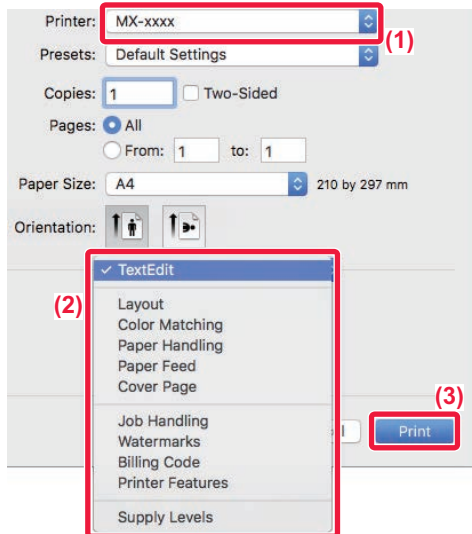 Printer: MX-xxxx
(1)
Presets: Default Settings
Copies: 1 Two-Sided
Pages: All
From: 1 to: 1
Paper Size: A4 210 by 297 mm
Orientation:
✓ TextEdit
(2)
Layout
Color Matching
Paper Handling
Paper Feed
Cover Page
(3)
Job Handling
Watermarks
Billing Code
Printer Features
Supply Levels
Print